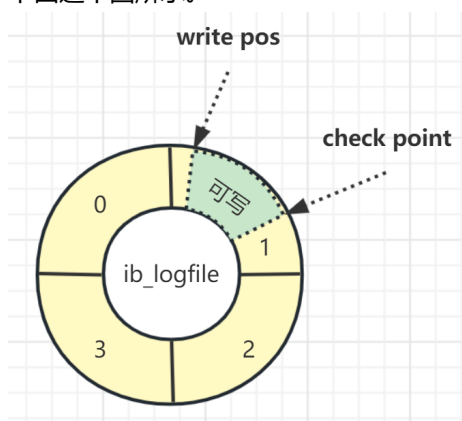 write pos
check point
可写
0
1
ib_logfile
3
2